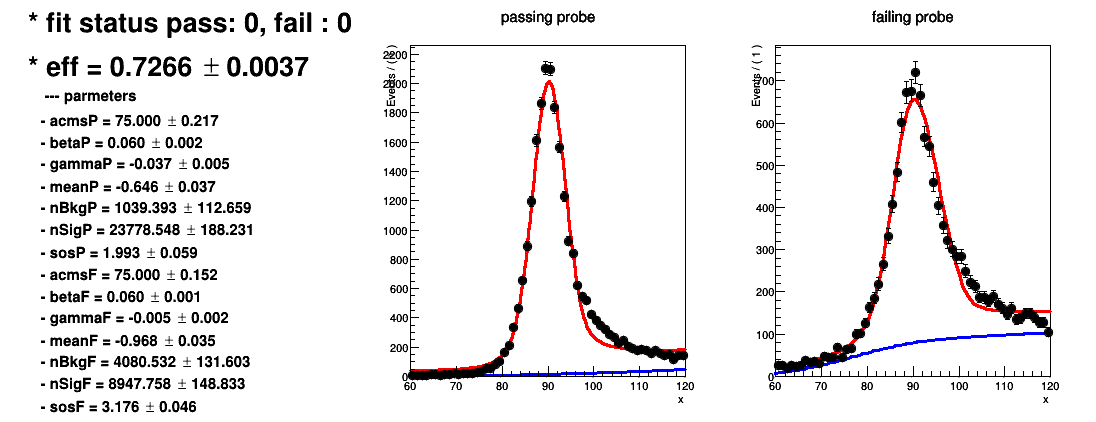 * fit status pass: 0, fail : 0
* eff = 0.7266 ± 0.0037
--- parmeters
- acmsP = 75.000 ± 0.217
- betaP = 0.060 ± 0.002
- gammaP = -0.037 ± 0.005
- meanP = -0.646 ± 0.037
- nBkgP = 1039.393 ± 112.659
- nSigP = 23778.548 ± 188.231
- sosP = 1.993 ± 0.059
- acmsF = 75.000 ± 0.152
- betaF = 0.060 ± 0.001
- gammaF = -0.005 ± 0.002
- meanF = -0.968 ± 0.035
- nBkgF = 4080.532 ± 131.603
- nSigF = 8947.758 ± 148.833
- sosF = 3.176 ± 0.046
passing probe
Events / ( 1 )
2200
2000
1800
1600
1400
1200
1000
800
600
400
200
0
60 70 80 90 100 110 120
x
failing probe
Events / ( 1 )
700
600
500
400
300
200
100
0
60 70 80 90 100 110 120
x